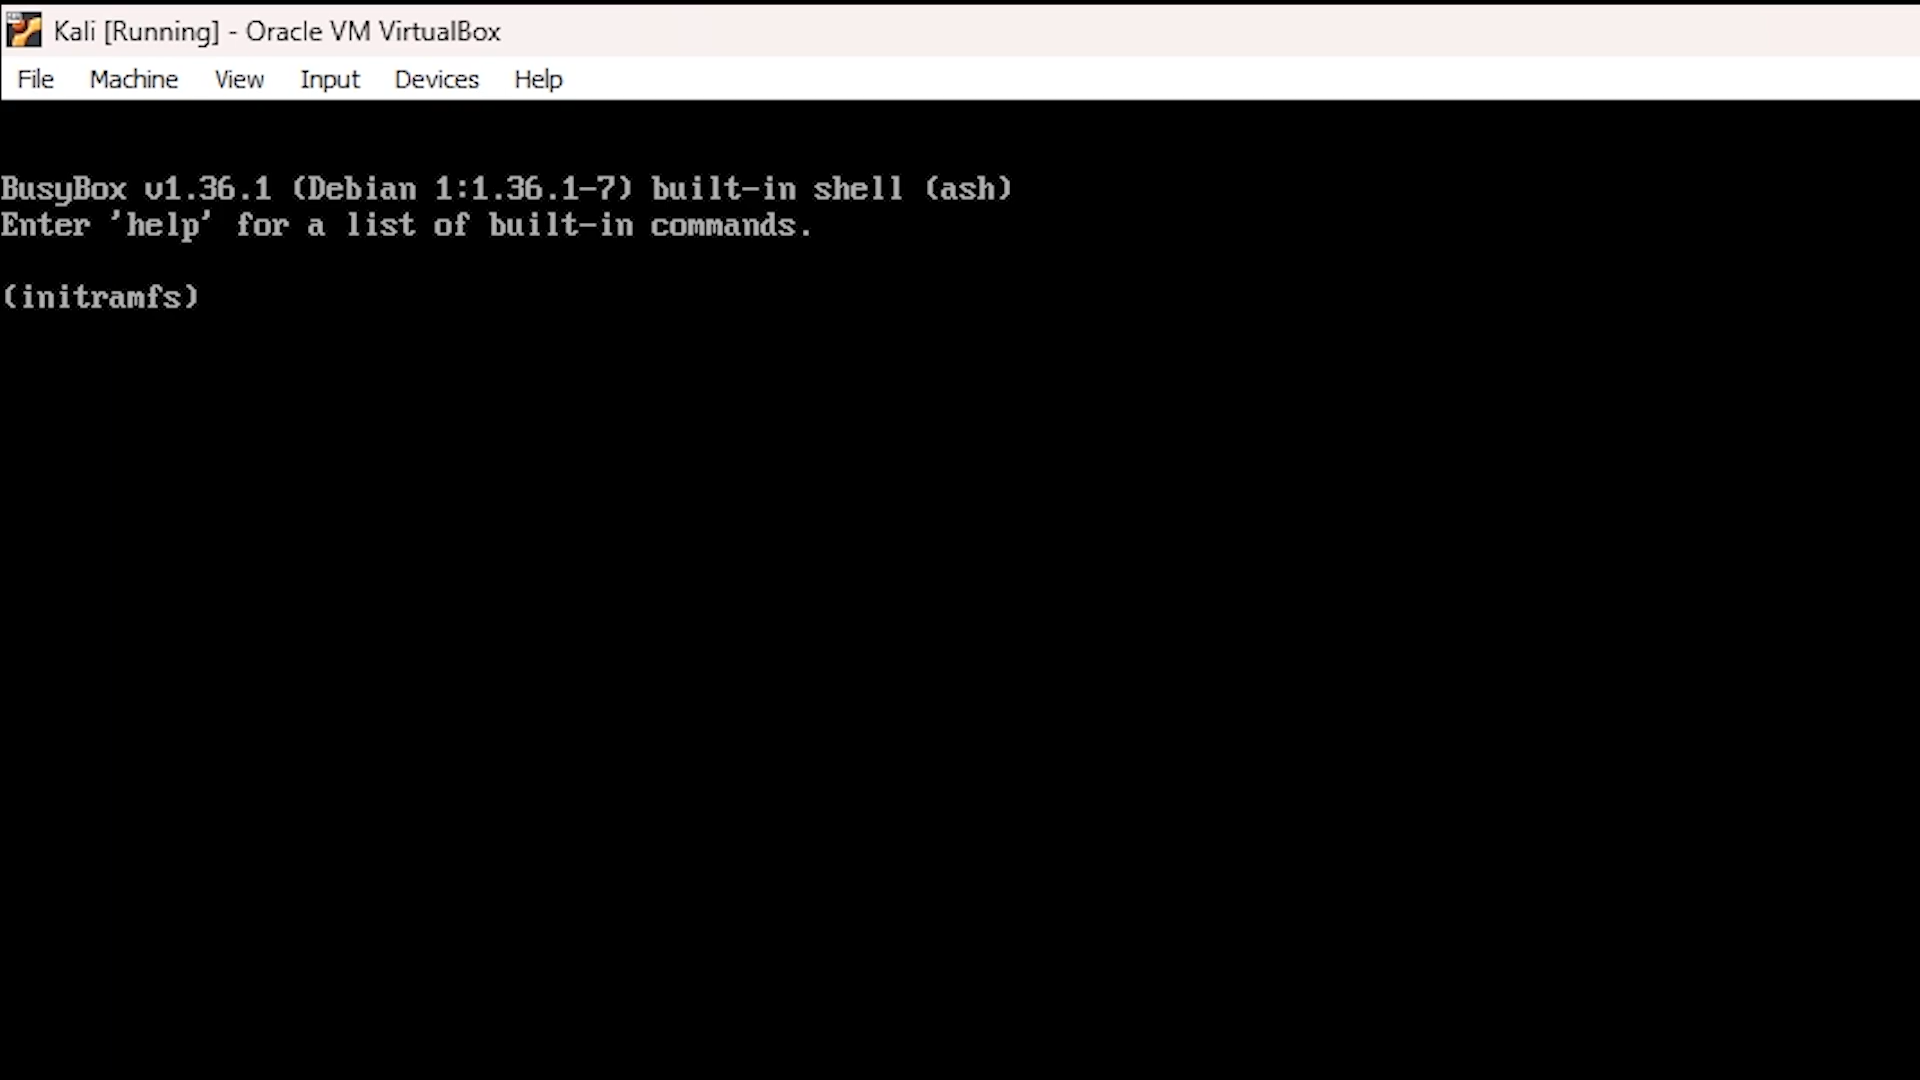 Kali [Running] - Oracle VM VirtualBox
File Machine View Input Devices Help
BusyBox v1.36.1 (Debian 1:1.36.1-7) built-in shell (ash)
Enter 'help' for a list of built-in commands.
(initramfs)